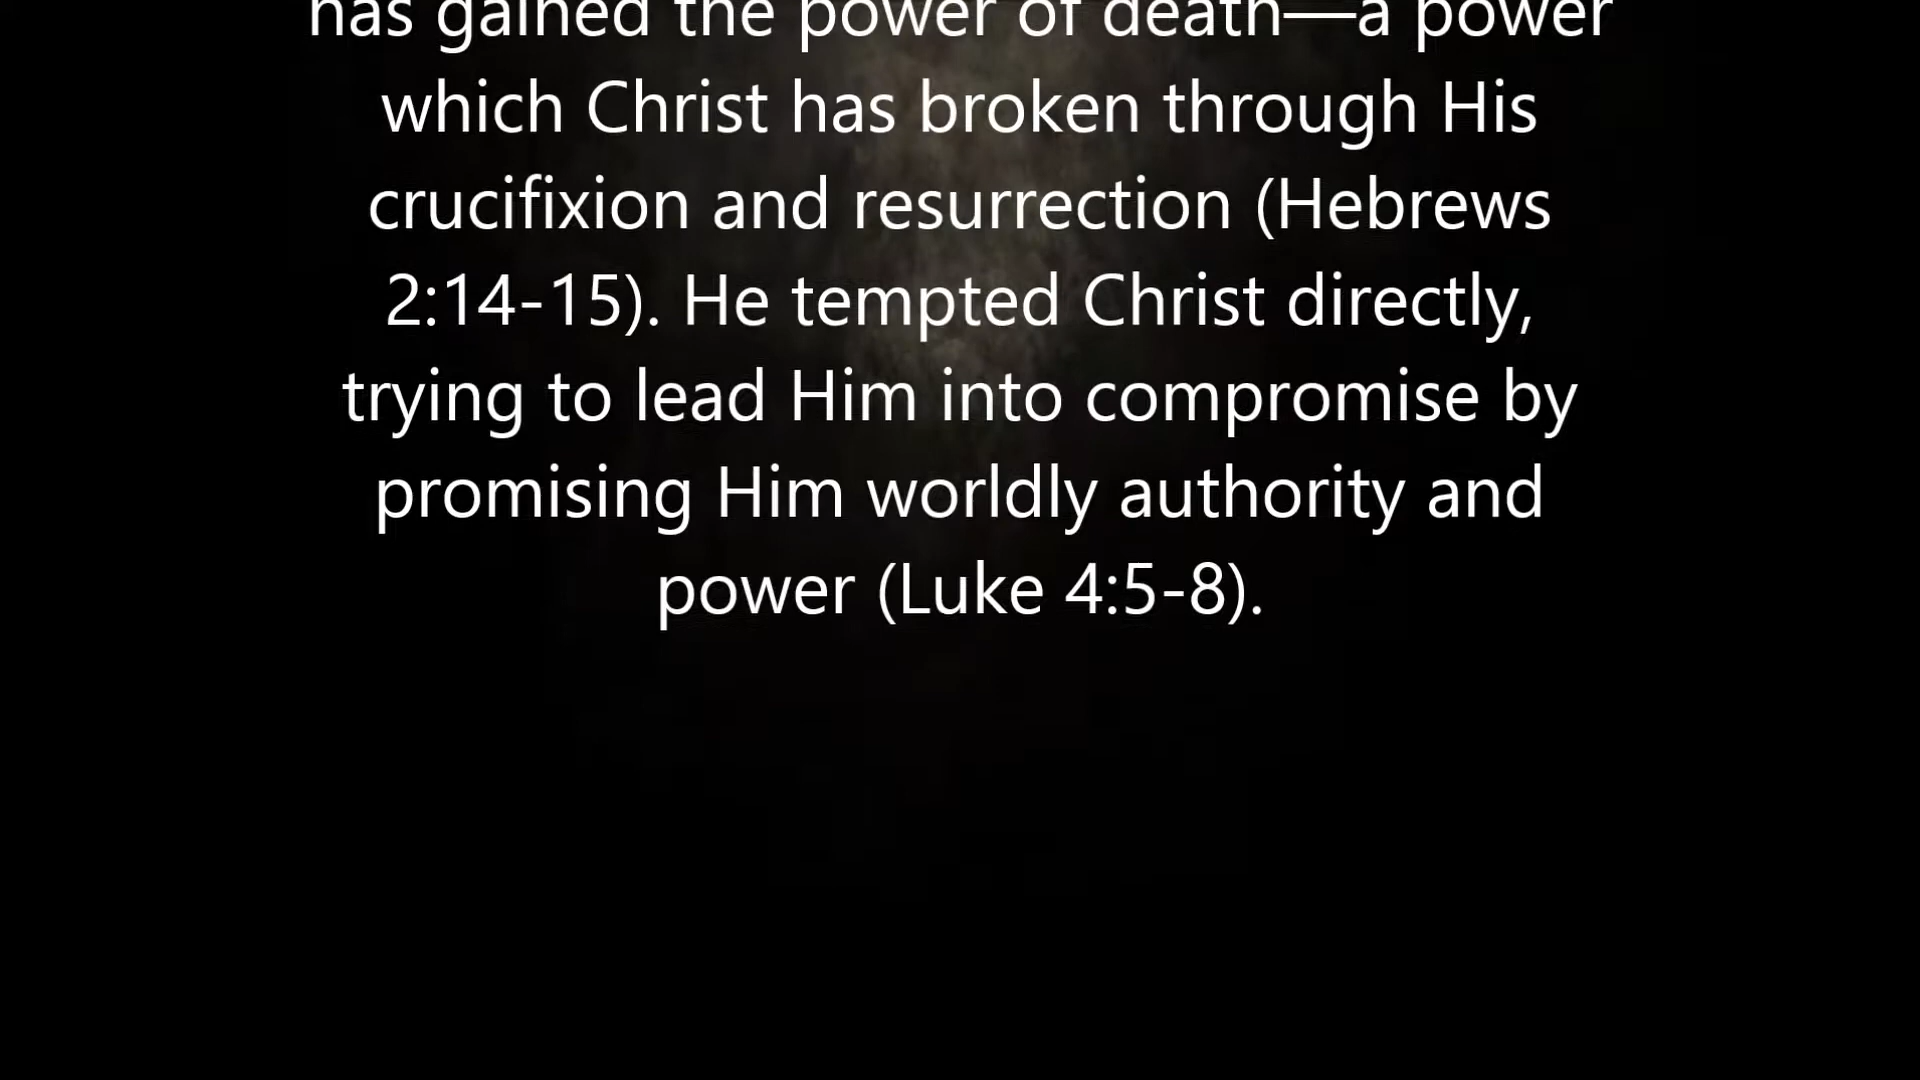 has gained the power of death—a power
which Christ has broken through His
crucifixion and resurrection (Hebrews
2:14-15). He tempted Christ directly,
trying to lead Him into compromise by
promising Him worldly authority and
power (Luke 4:5-8).